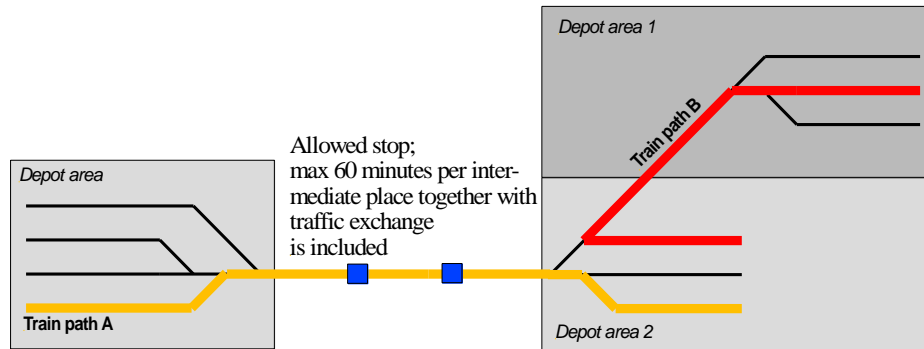 Depot area 1
Train path B
Allowed stop;
max 60 minutes per inter-
mediate place together with
traffic exchange
is included
Depot area
Train path A
Depot area 2